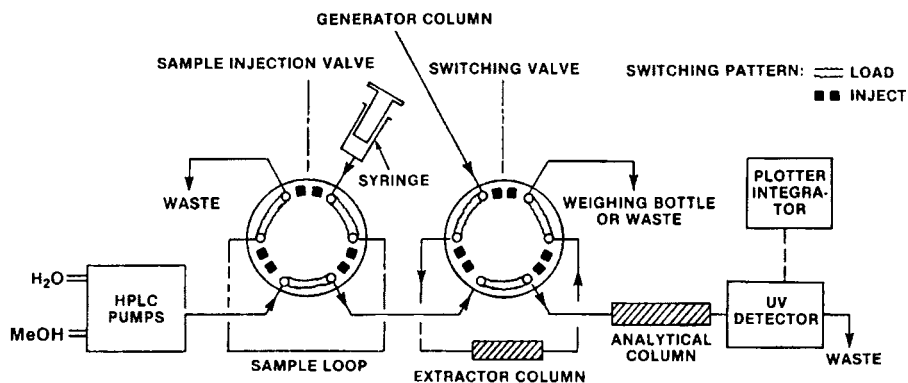 GENERATOR COLUMN
SAMPLE INJECTION VALVE
SWITCHING VALVE
SWITCHING PATTERN:
LOAD
INJECT
SYRINGE
WASTE
WEIGHING BOTTLE
OR WASTE
PLOTTER
INTEGRA-
TOR
H₂O
MeOH
HPLC
PUMPS
SAMPLE LOOP
EXTRACTOR COLUMN
ANALYTICAL
COLUMN
UV
DETECTOR
WASTE